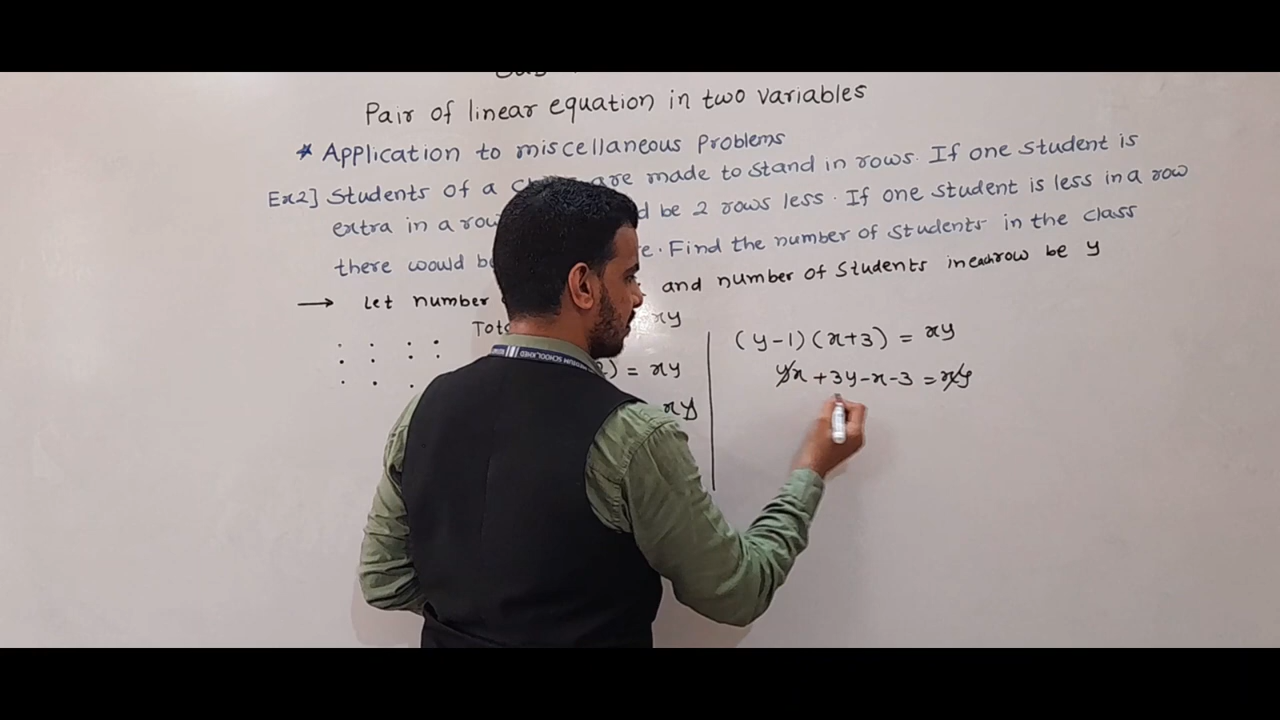 Pair of linear equation in two variables
* Application to miscellaneous Problems
Ex2] Students of a are made to stand in rows. If one student is
extra in a row be 2 rows less. If one student is less in a row
there would be . Find the number of students in the class
→ Let number and number of Students in each row be y
xy
(y-1)(x+3) = xy
) = xy
yx + 3y - x - 3 = xy
xy